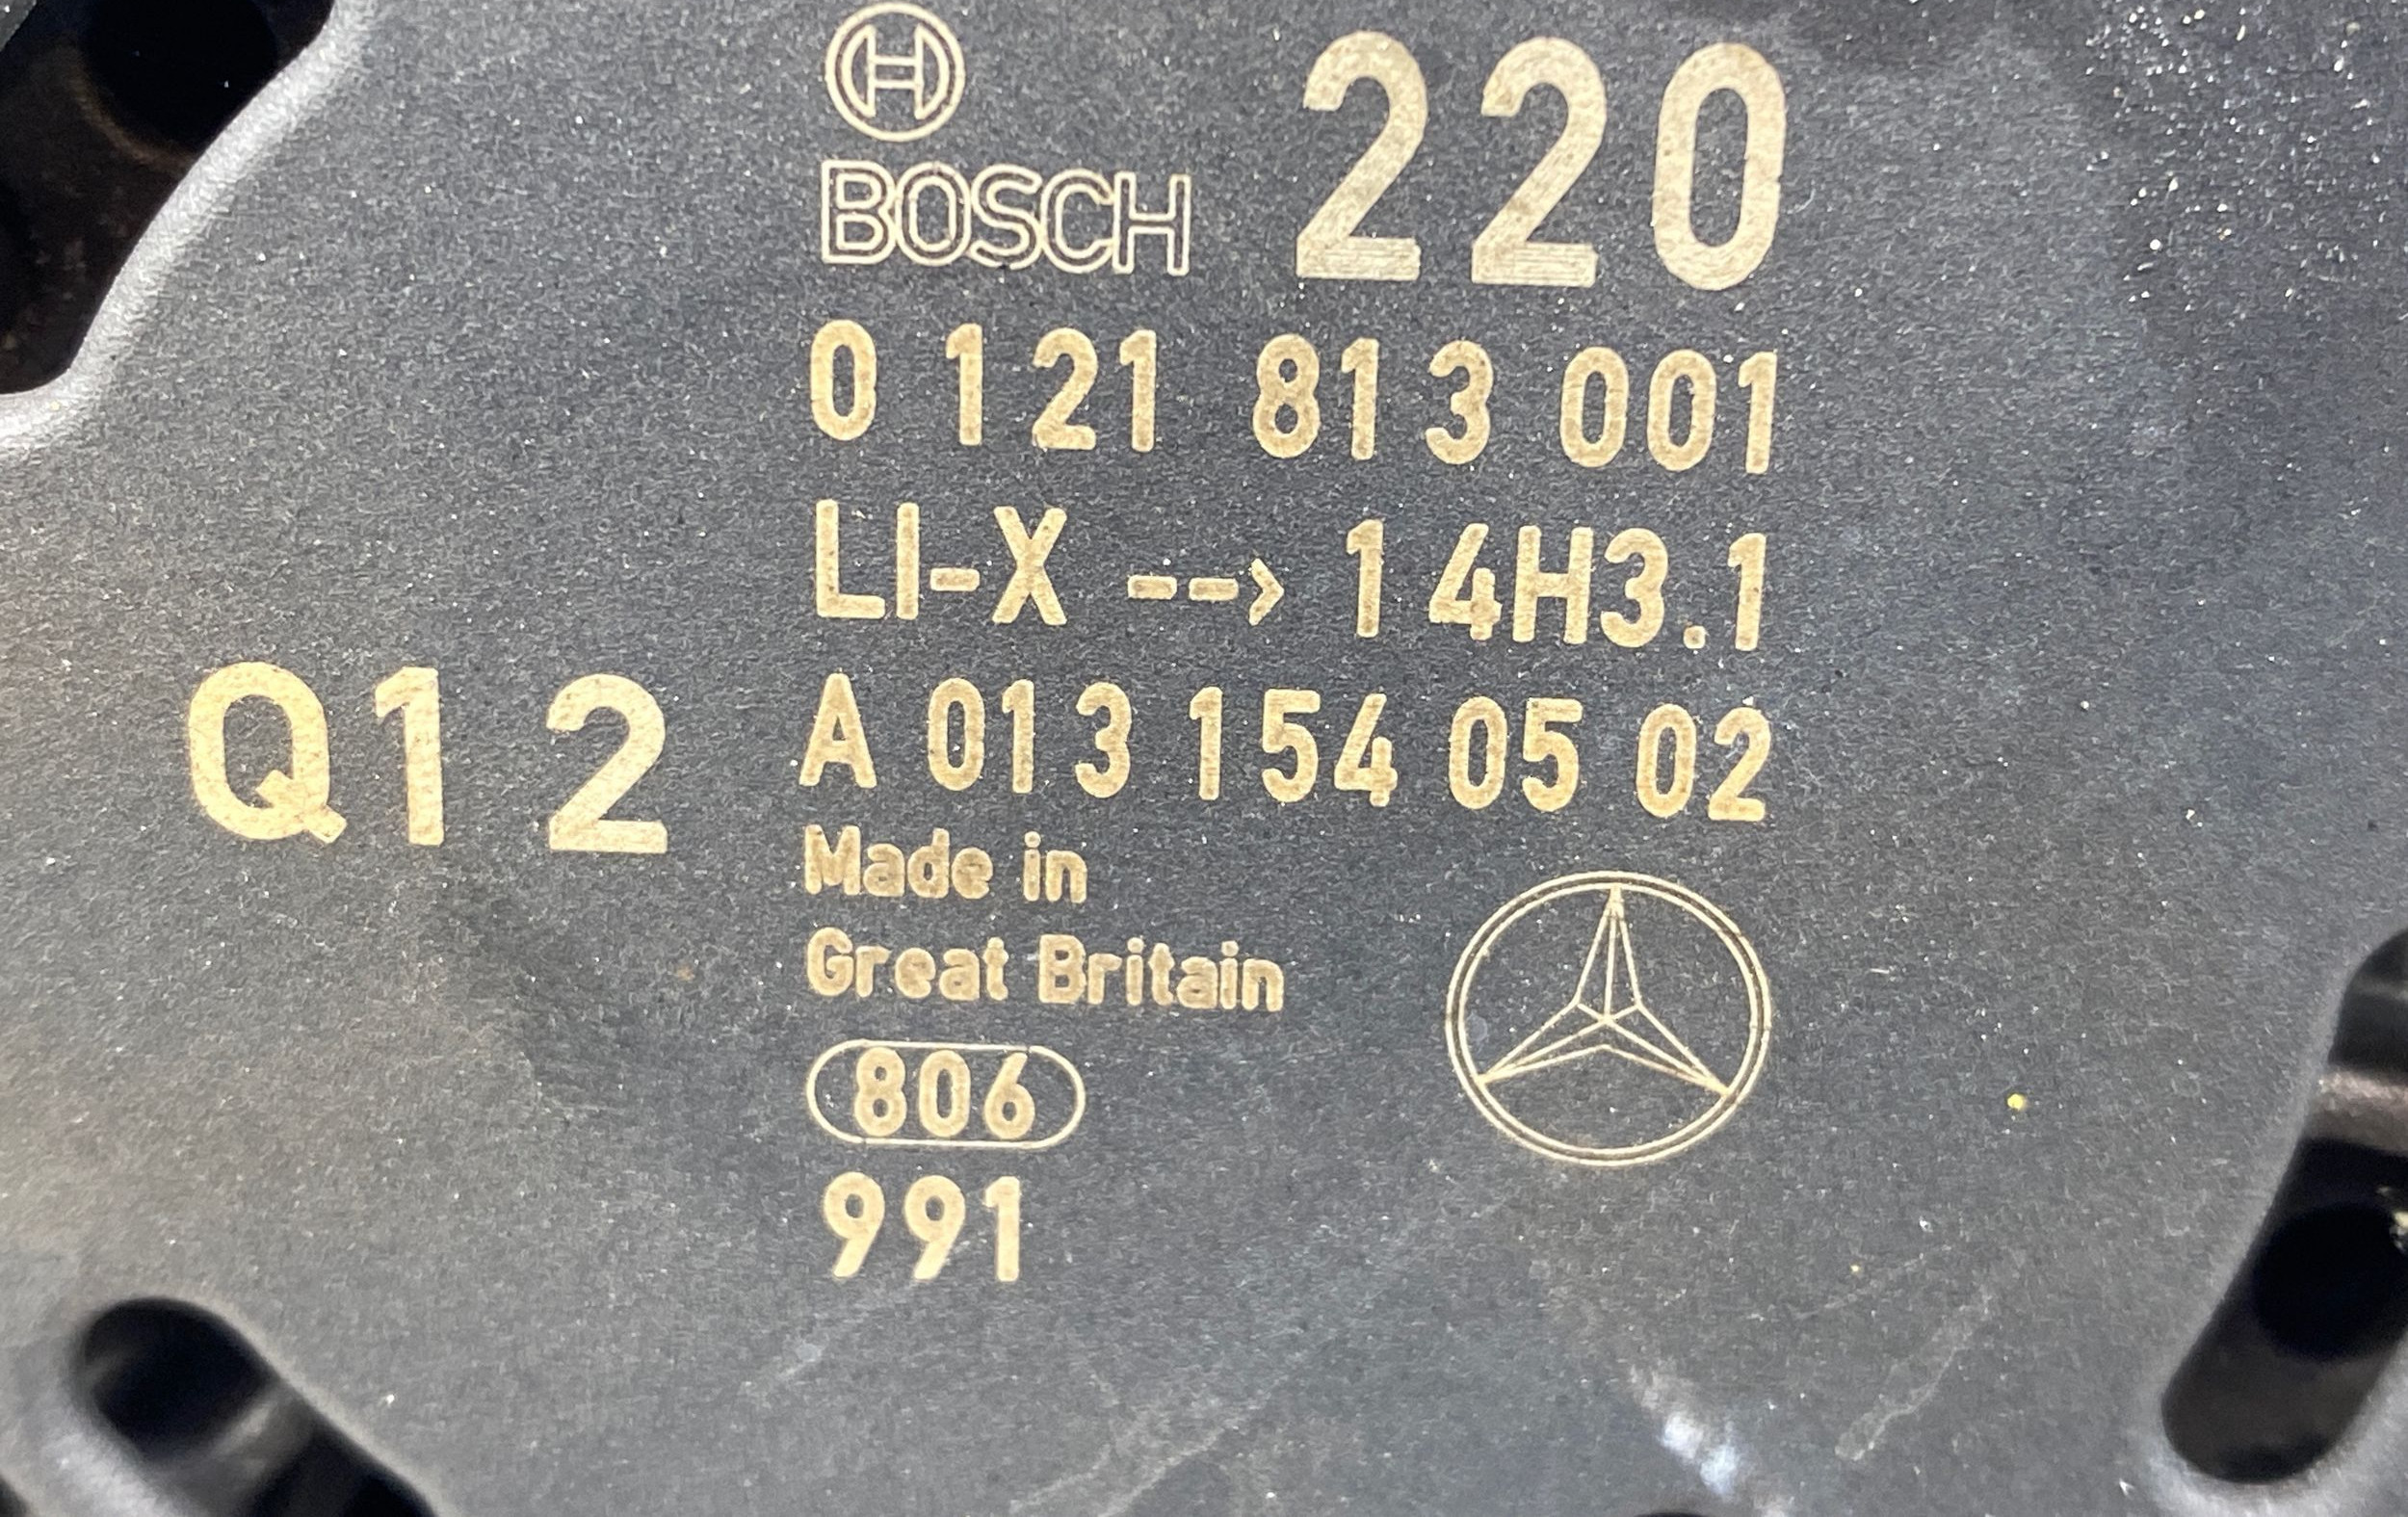 BOSCH 220
0 121 813 001
LI-X --> 14H3.1
Q12
A 013 154 05 02
Made in
Great Britain
806
991